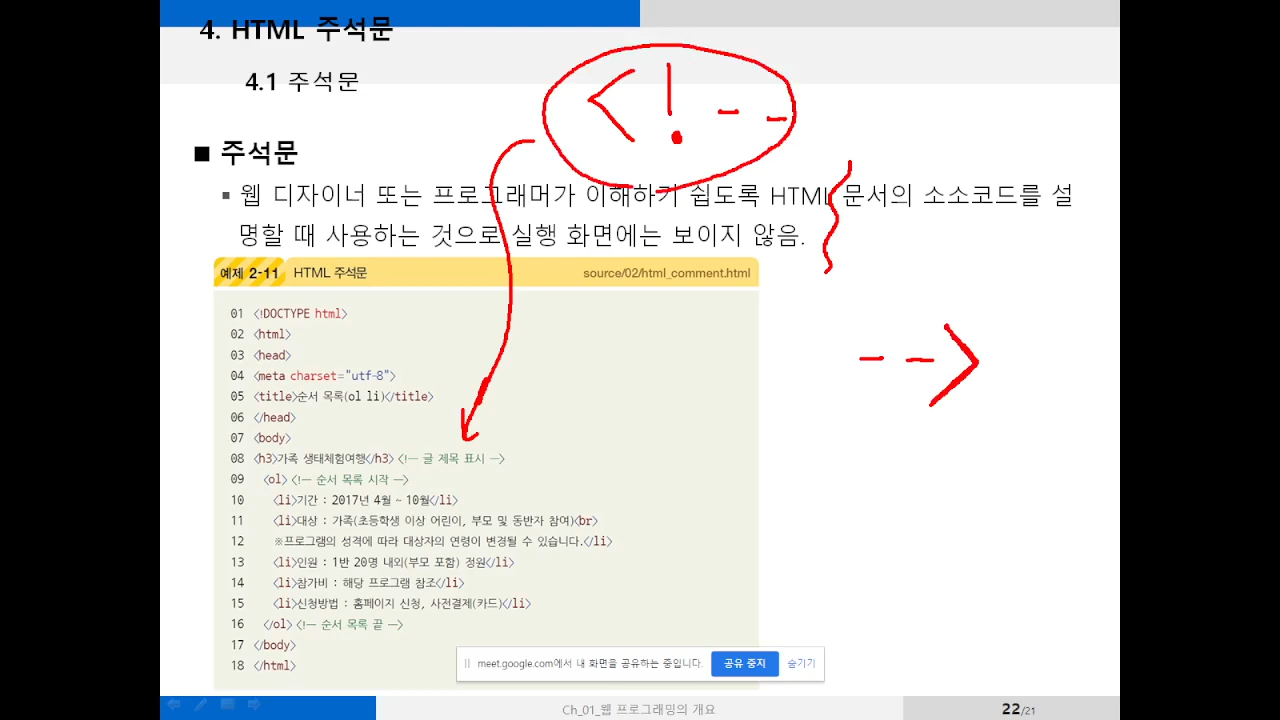 4. HTML 주석문
4.1 주석문
<!--
■ 주석문
▪ 웹 디자이너 또는 프로그래머가 이해하기 쉽도록 HTML 문서의 소소코드를 설
명할 때 사용하는 것으로 실행 화면에는 보이지 않음.
예제 2-11 HTML 주석문 source/02/html_comment.html
01 <!DOCTYPE html>
02 <html>
03 <head>
-->
04 <meta charset="utf-8">
05 <title>순서 목록(ol li)</title>
06 </head>
07 <body>
08 <h3>가족 생태체험여행</h3> <!-- 글 제목 표시 -->
09 <ol> <!-- 순서 목록 시작 -->
10 <li>기간 : 2017년 4월 ~ 10월</li>
11 <li>대상 : 가족(초등학생 이상 어린이, 부모 및 동반자 참여)<br>
12 ※프로그램의 성격에 따라 대상자의 연령이 변경될 수 있습니다.</li>
13 <li>인원 : 1반 20명 내외(부모 포함) 정원</li>
14 <li>참가비 : 해당 프로그램 참조</li>
15 <li>신청방법 : 홈페이지 신청, 사전결제(카드)</li>
16 </ol> <!-- 순서 목록 끝 -->
17 </body>
18 </html>
meet.google.com에서 내 화면을 공유하는 중입니다. 공유 중지 숨기기
Ch_01_웹 프로그래밍의 개요 22/21